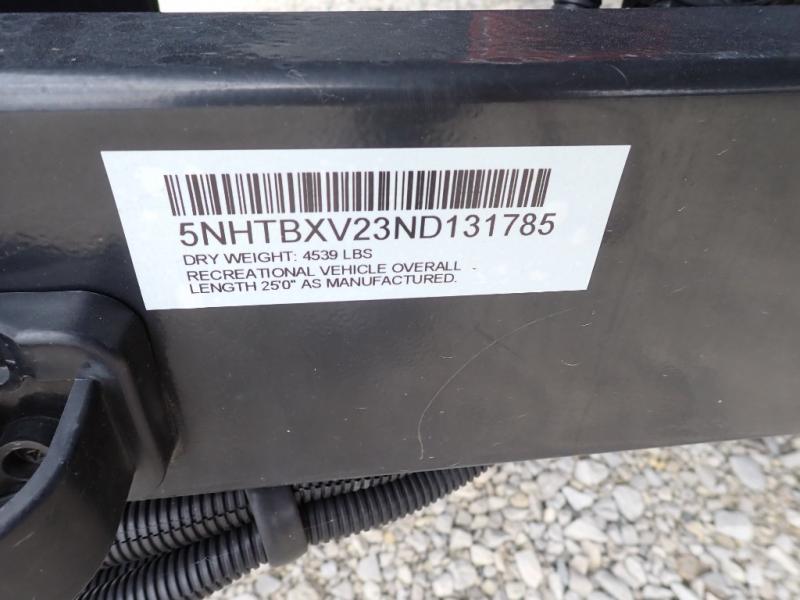 5NHTBXV23ND131785
DRY WEIGHT: 4539 LBS
RECREATIONAL VEHICLE OVERALL
LENGTH 25'0" AS MANUFACTURED.